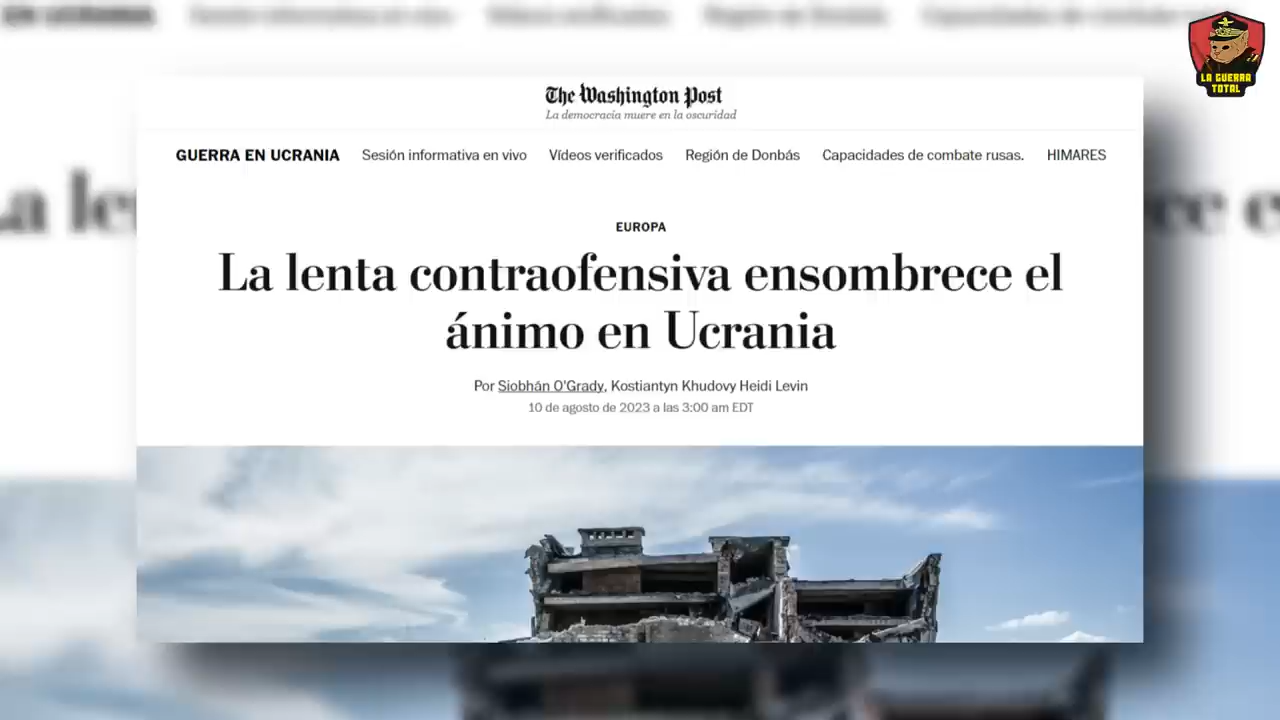 LA GUERRA
TOTAL
The Washington Post
La democracia muere en la oscuridad
GUERRA EN UCRANIA Sesión informativa en vivo Vídeos verificados Región de Donbás Capacidades de combate rusas. HIMARES
EUROPA
La lenta contraofensiva ensombrece el
ánimo en Ucrania
Por Siobhán O'Grady, Kostiantyn Khudovy Heidi Levin
10 de agosto de 2023 a las 3:00 am EDT